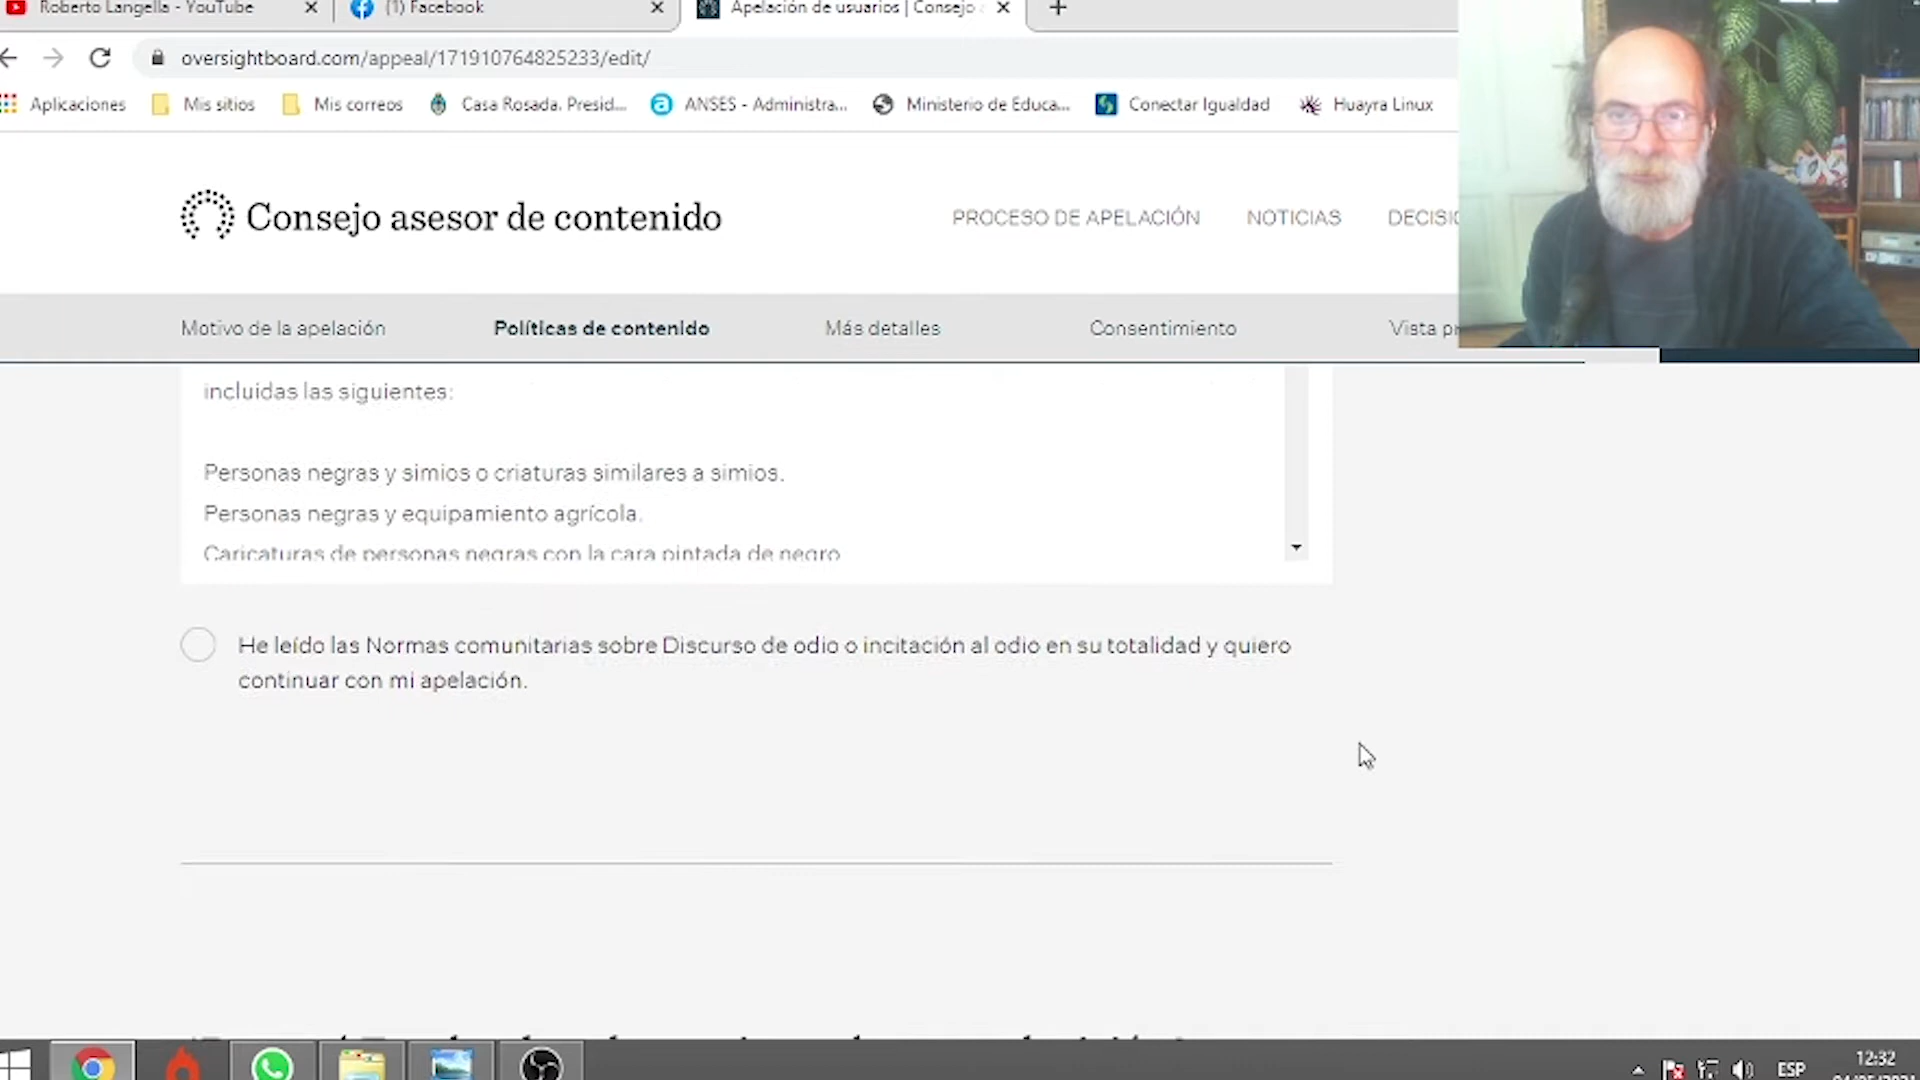 Roberto Langella - YouTube
(1) Facebook
Apelación de usuarios | Consejo
oversightboard.com/appeal/171910764825233/edit/
Aplicaciones
Mis sitios
Mis correos
Casa Rosada. Presid...
ANSES - Administra...
Ministerio de Educa...
Conectar Igualdad
Huayra Linux
Consejo asesor de contenido
PROCESO DE APELACIÓN
NOTICIAS
DECISI
Motivo de la apelación
Políticas de contenido
Más detalles
Consentimiento
Vista
incluidas las siguientes:
Personas negras y simios o criaturas similares a simios.
Personas negras y equipamiento agrícola.
Caricaturas de personas negras con la cara pintada de negro
He leído las Normas comunitarias sobre Discurso de odio o incitación al odio en su totalidad y quiero
continuar con mi apelación.
ESP
12:32